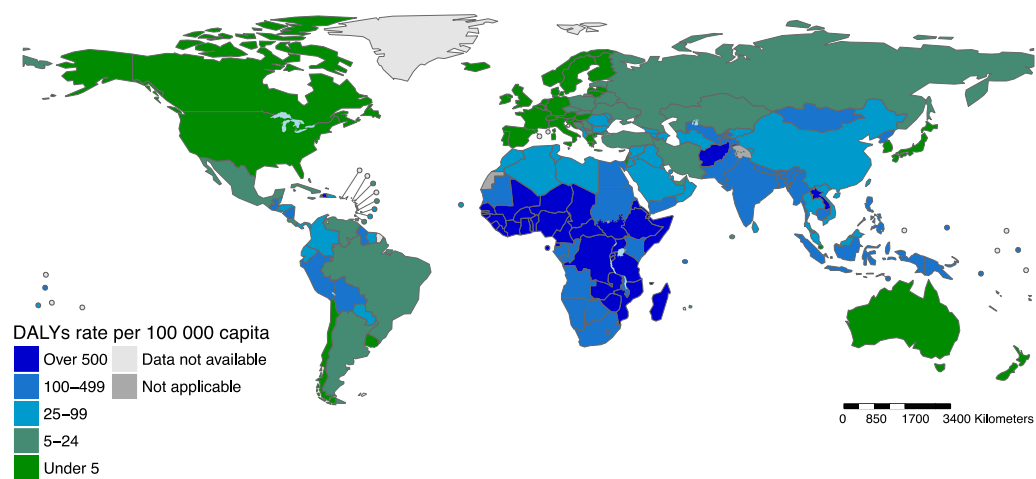 DALYs rate per 100 000 capita
Over 500
Data not available
100–499
Not applicable
25–99
5–24
Under 5
0 850 1700 3400 Kilometers